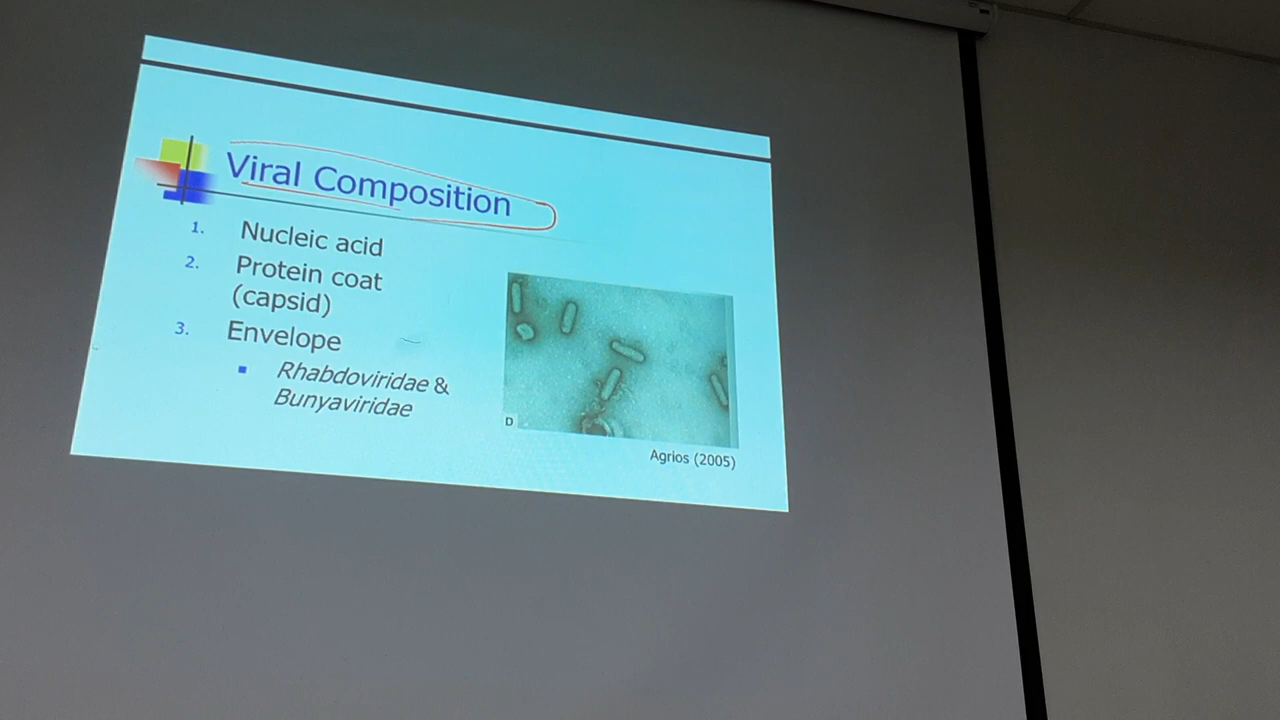 Viral Composition
1. Nucleic acid
2. Protein coat
(capsid)
3. Envelope
Rhabdoviridae &
Bunyaviridae
D
Agrios (2005)